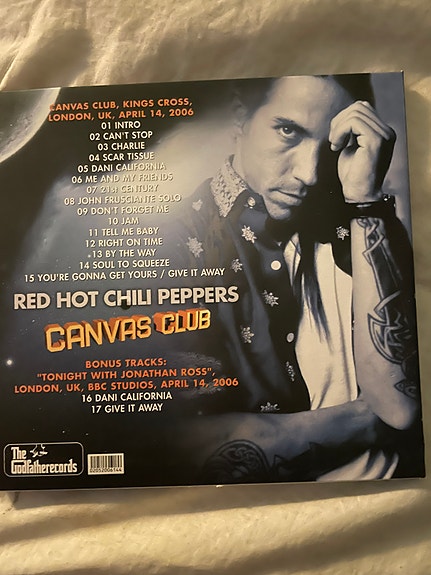 CANVAS CLUB, KINGS CROSS,
LONDON, UK, APRIL 14, 2006
01 INTRO
02 CAN'T STOP
03 CHARLIE
04 SCAR TISSUE
05 DANI CALIFORNIA
06 ME AND MY FRIENDS
07 21st CENTURY
08 JOHN FRUSCIANTE SOLO
09 DON'T FORGET ME
10 JAM
11 TELL ME BABY
12 RIGHT ON TIME
13 BY THE WAY
14 SOUL TO SQUEEZE
15 YOU'RE GONNA GET YOURS / GIVE IT AWAY
RED HOT CHILI PEPPERS
CANVAS CLUB
BONUS TRACKS:
"TONIGHT WITH JONATHAN ROSS",
LONDON, UK, BBC STUDIOS, APRIL 14, 2006
16 DANI CALIFORNIA
17 GIVE IT AWAY
The
Godfatherecords